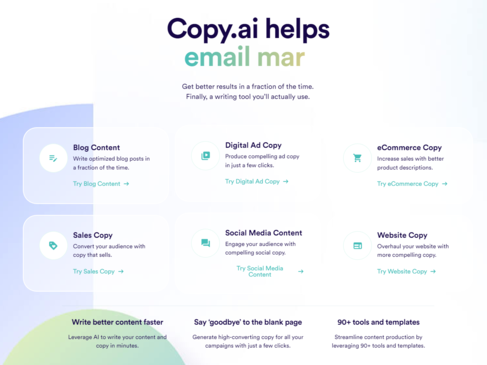 Copy.ai helps
email mar
Get better results in a fraction of the time.
Finally, a writing tool you'll actually use.
Blog Content
Write optimized blog posts in
a fraction of the time.
Try Blog Content →
Digital Ad Copy
Produce compelling ad copy
in just a few clicks.
Try Digital Ad Copy →
eCommerce Copy
Increase sales with better
product descriptions.
Try eCommerce Copy →
Sales Copy
Convert your audience with
copy that sells.
Try Sales Copy →
Social Media Content
Engage your audience with
compelling social copy.
Try Social Media
Content →
Website Copy
Overhaul your website with
more compelling copy.
Try Website Copy →
Write better content faster
Leverage AI to write your content and
copy in minutes.
Say 'goodbye' to the blank page
Generate high-converting copy for all your
campaigns with just a few clicks.
90+ tools and templates
Streamline content production by
leveraging 90+ tools and templates.